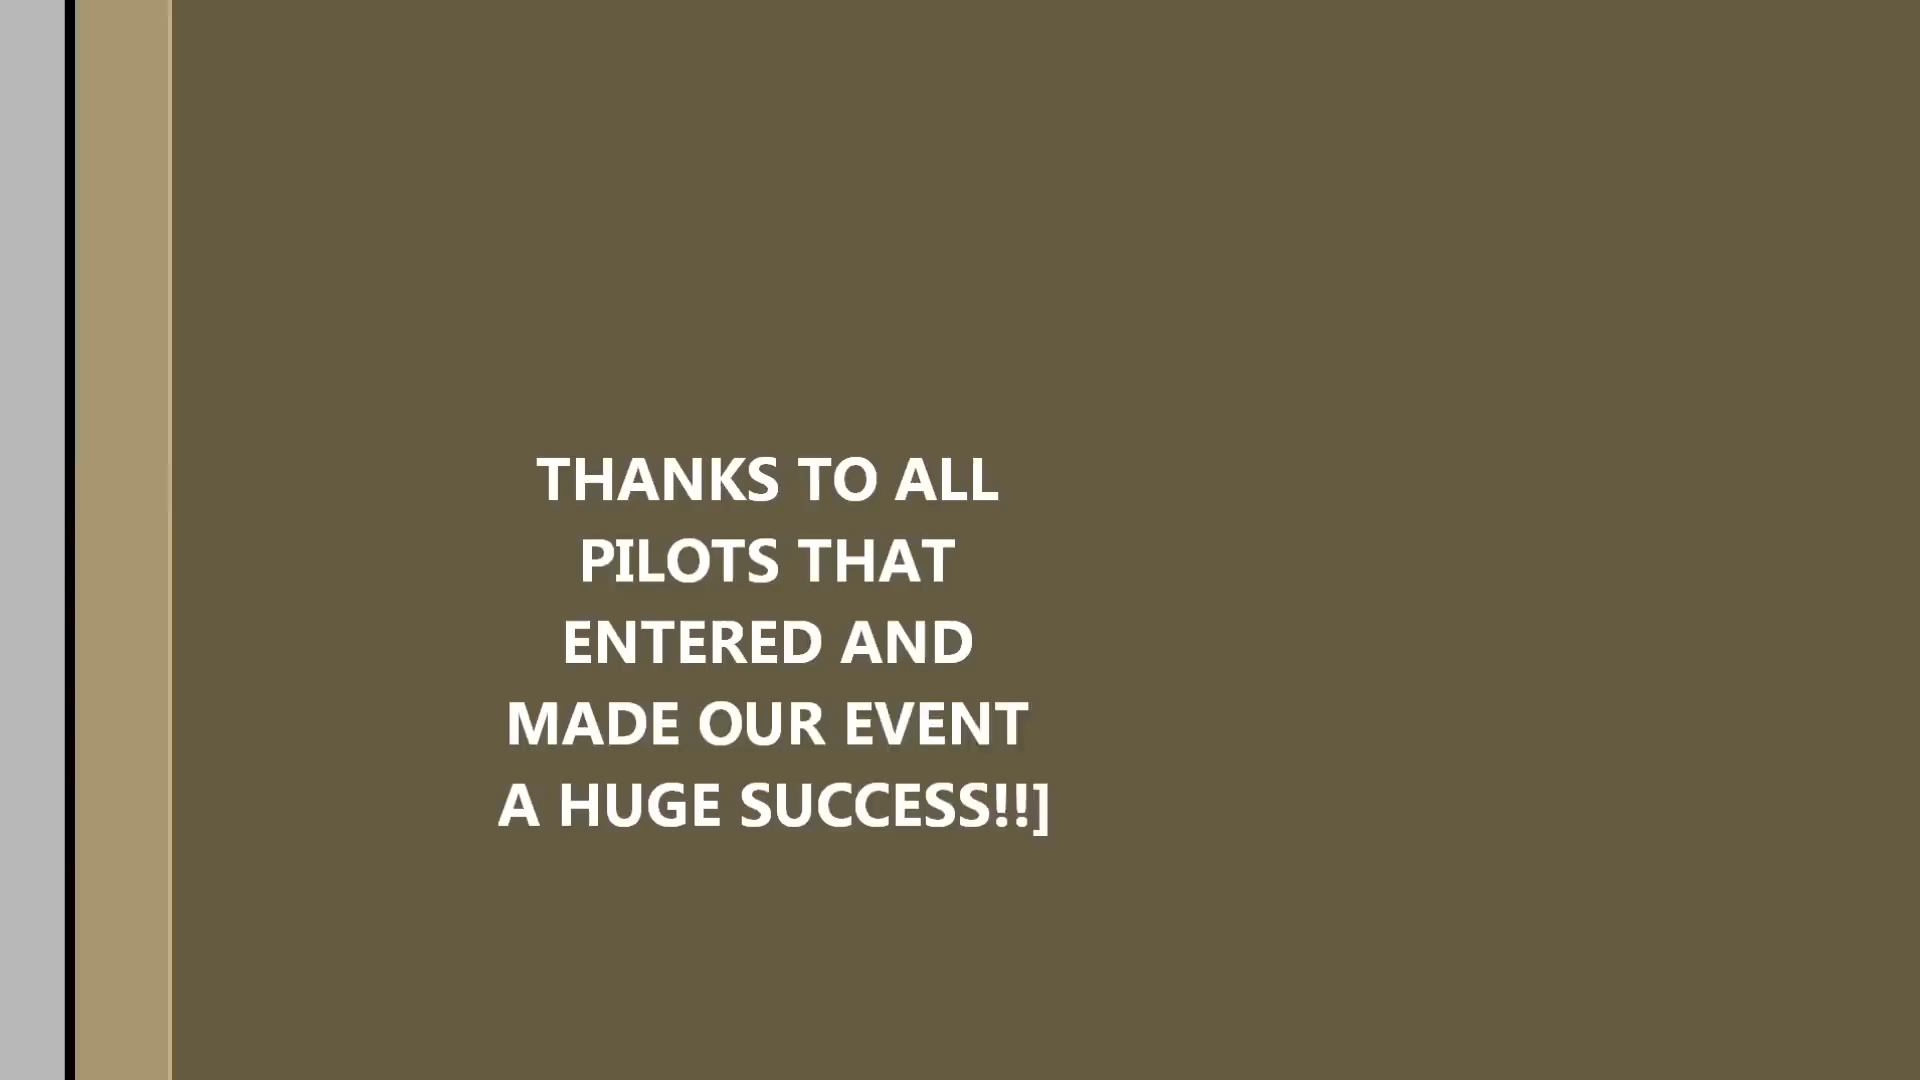 THANKS TO ALL
PILOTS THAT
ENTERED AND
MADE OUR EVENT
A HUGE SUCCESS!!]